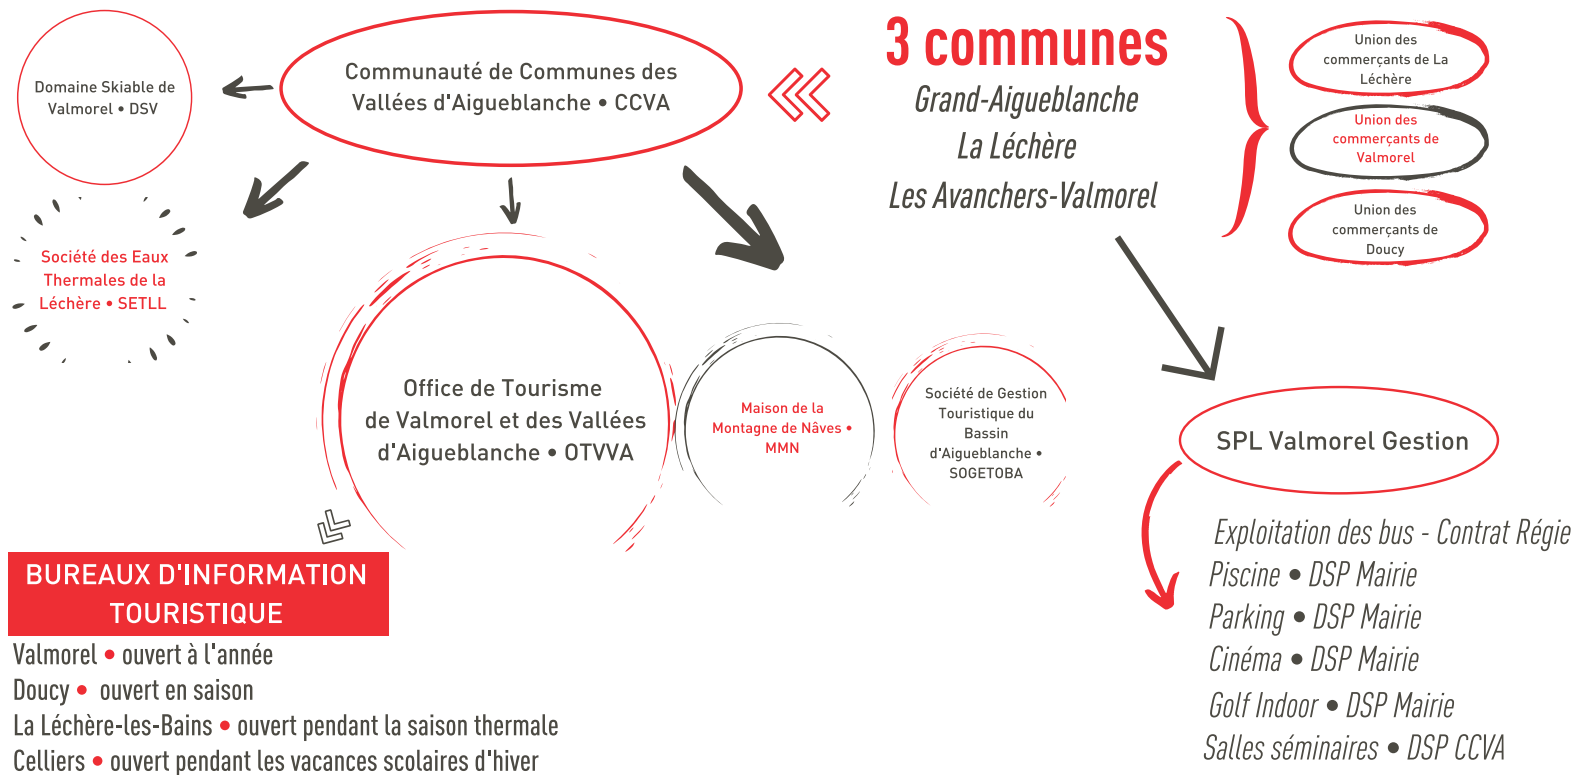 Domaine Skiable de
Valmorel • DSV
Communauté de Communes des
Vallées d'Aigueblanche • CCVA
3 communes
Grand-Aigueblanche
La Léchère
Les Avanchers-Valmorel
Union des
commerçants de La
Léchère
Union des
commerçants de
Valmorel
Union des
commerçants de
Doucy
Société des Eaux
Thermales de la
Léchère • SETLL
Office de Tourisme
de Valmorel et des Vallées
d'Aigueblanche • OTVVA
Maison de la
Montagne de Nâves •
MMN
Société de Gestion
Touristique du
Bassin
d'Aigueblanche •
SOGETOBA
SPL Valmorel Gestion
Exploitation des bus - Contrat Régie
Piscine • DSP Mairie
Parking • DSP Mairie
Cinéma • DSP Mairie
Golf Indoor • DSP Mairie
Salles séminaires • DSP CCVA
BUREAUX D'INFORMATION
TOURISTIQUE
Valmorel • ouvert à l'année
Doucy • ouvert en saison
La Léchère-les-Bains • ouvert pendant la saison thermale
Celliers • ouvert pendant les vacances scolaires d'hiver